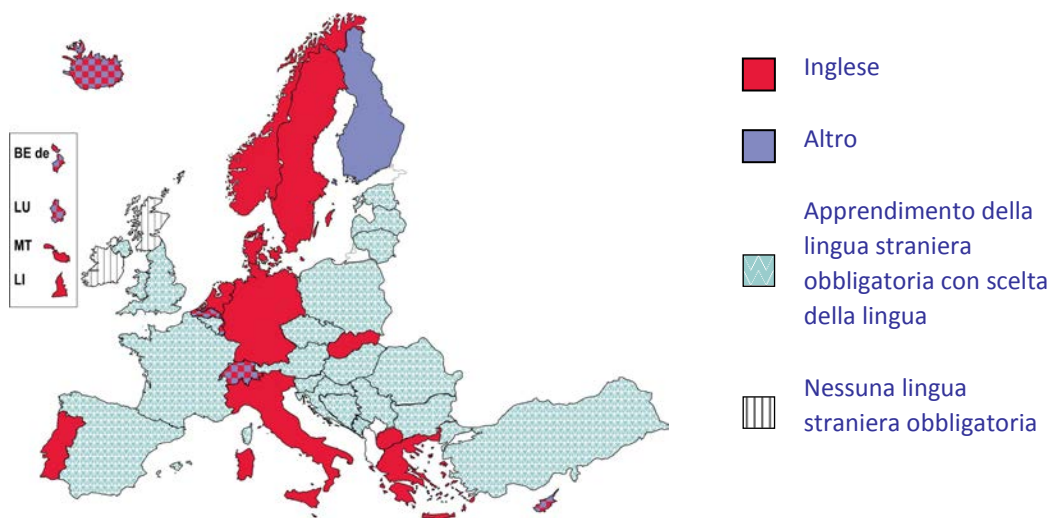 Inglese
Altro
Apprendimento della
lingua straniera
obbligatoria con scelta
della lingua
Nessuna lingua
straniera obbligatoria
BE de
LU
MT
LI